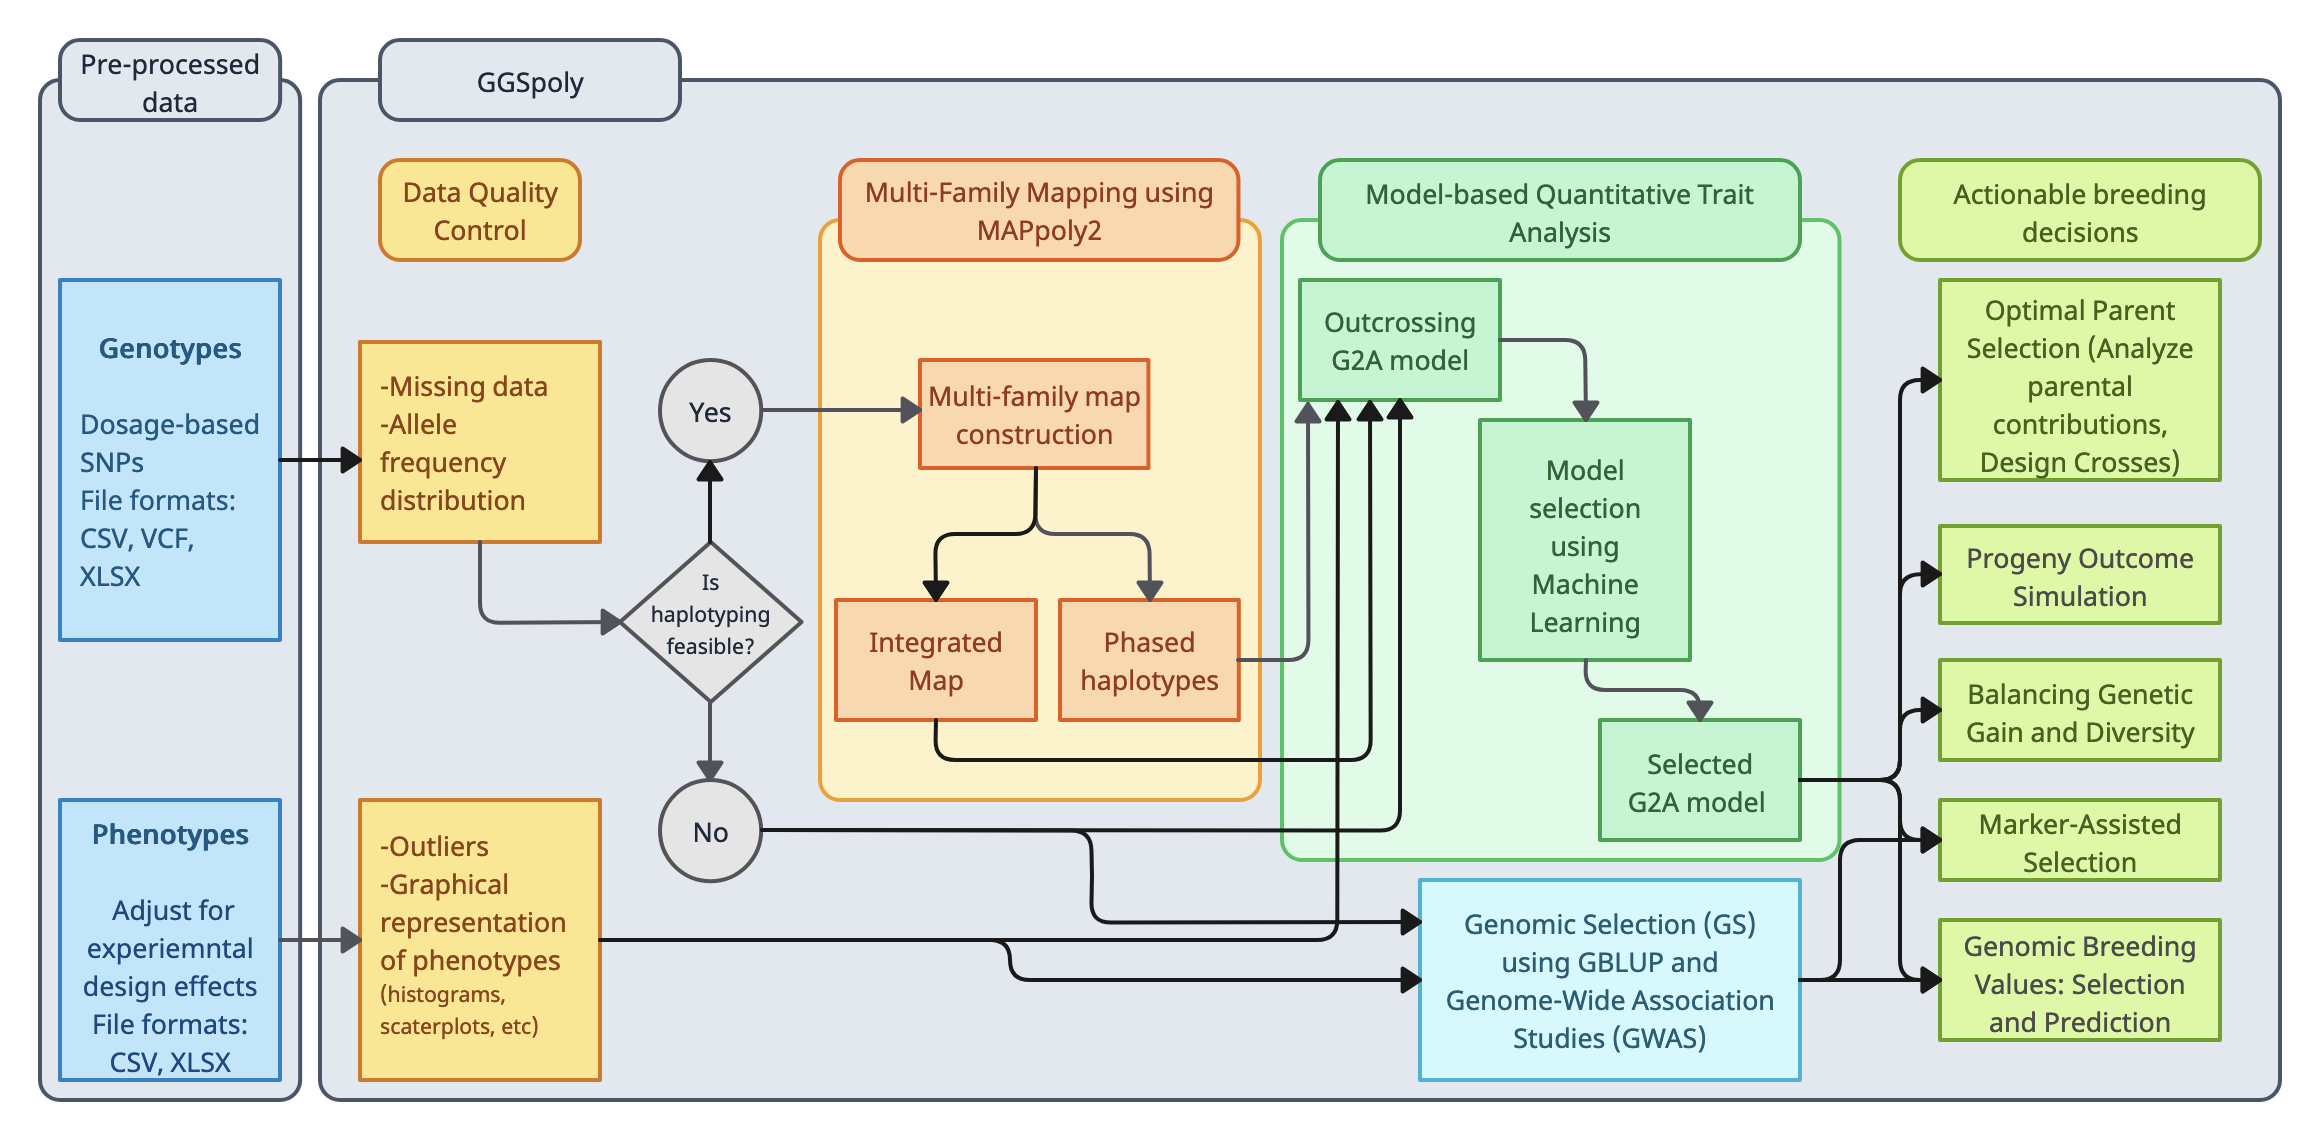 Pre-processed
data
GGSpoly
Data Quality
Control
Multi-Family Mapping using
MAPpoly2
Model-based Quantitative Trait
Analysis
Actionable breeding
decisions
Genotypes
Dosage-based
SNPs
File formats:
CSV, VCF,
XLSX
-Missing data
-Allele
frequency
distribution
Yes
Is
haplotyping
feasible?
No
Multi-family map
construction
Integrated
Map
Phased
haplotypes
Outcrossing
G2A model
Model
selection
using
Machine
Learning
Selected
G2A model
Optimal Parent
Selection (Analyze
parental
contributions,
Design Crosses)
Progeny Outcome
Simulation
Balancing Genetic
Gain and Diversity
Marker-Assisted
Selection
Genomic Breeding
Values: Selection
and Prediction
Phenotypes
Adjust for
experiemntal
design effects
File formats:
CSV, XLSX
-Outliers
-Graphical
representation
of phenotypes
(histograms,
scaterplots, etc)
Genomic Selection (GS)
using GBLUP and
Genome-Wide Association
Studies (GWAS)